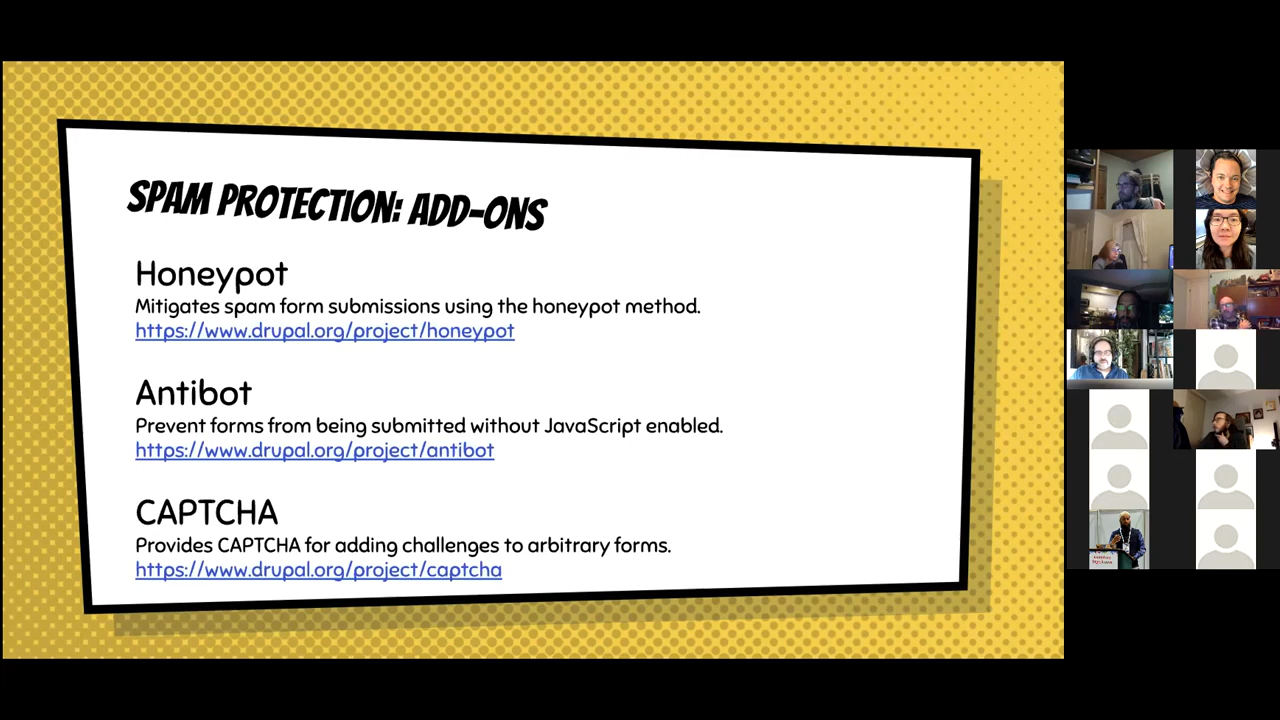 SPAM PROTECTION: ADD-ONS
Honeypot
Mitigates spam form submissions using the honeypot method.
https://www.drupal.org/project/honeypot
Antibot
Prevent forms from being submitted without JavaScript enabled.
https://www.drupal.org/project/antibot
CAPTCHA
Provides CAPTCHA for adding challenges to arbitrary forms.
https://www.drupal.org/project/captcha